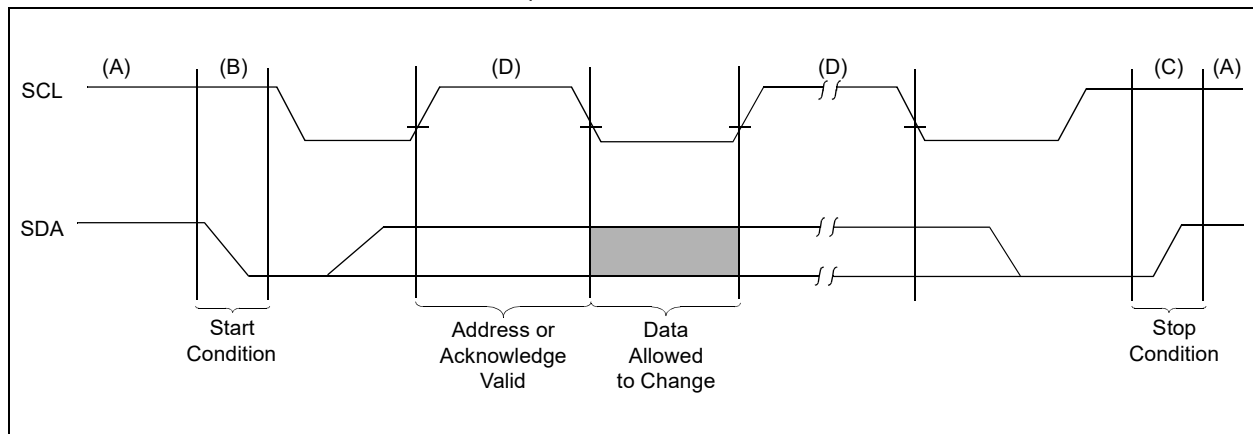 (A) (B) (D) (D) (C) (A)
SCL
SDA
Start
Condition
Address or
Acknowledge
Valid
Data
Allowed
to Change
Stop
Condition